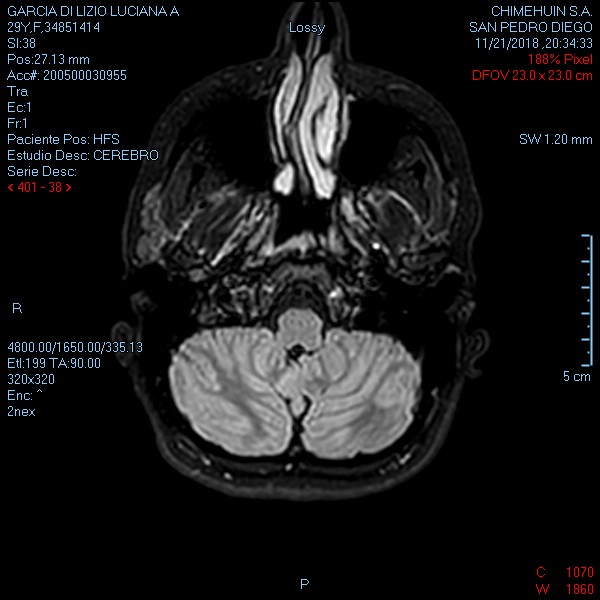 GARCIA DI LIZIO LUCIANA A
29Y,F,34851414
Sl:38
Pos:27.13 mm
Acc#: 200500030955
Tra
Ec:1
Fr:1
Paciente Pos: HFS
Estudio Desc: CEREBRO
Serie Desc:
< 401 - 38 >
Lossy
CHIMEHUIN S.A.
SAN PEDRO DIEGO
11/21/2018 ,20:34:33
188% Pixel
DFOV 23.0 x 23.0 cm
SW 1.20 mm
R
4800.00/1650.00/335.13
Etl:199 TA:90.00
320x320
Enc: ^
2nex
5 cm
P
C 1070
W 1860